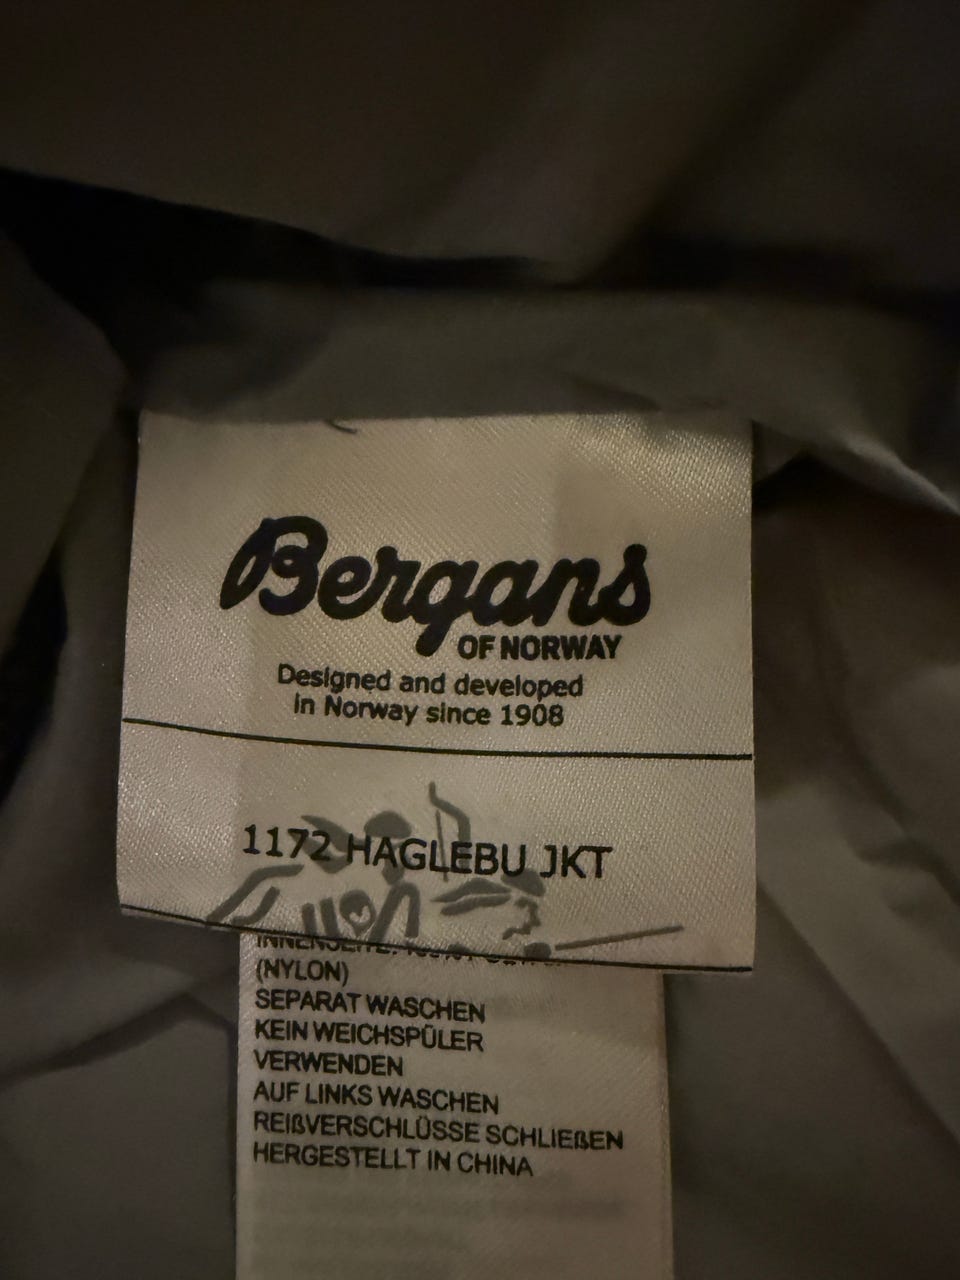 Bergans
OF NORWAY
Designed and developed
in Norway since 1908
1172 HAGLEBU JKT
(NYLON)
SEPARAT WASCHEN
KEIN WEICHSPÜLER
VERWENDEN
AUF LINKS WASCHEN
REIßVERSCHLÜSSE SCHLIEßEN
HERGESTELLT IN CHINA